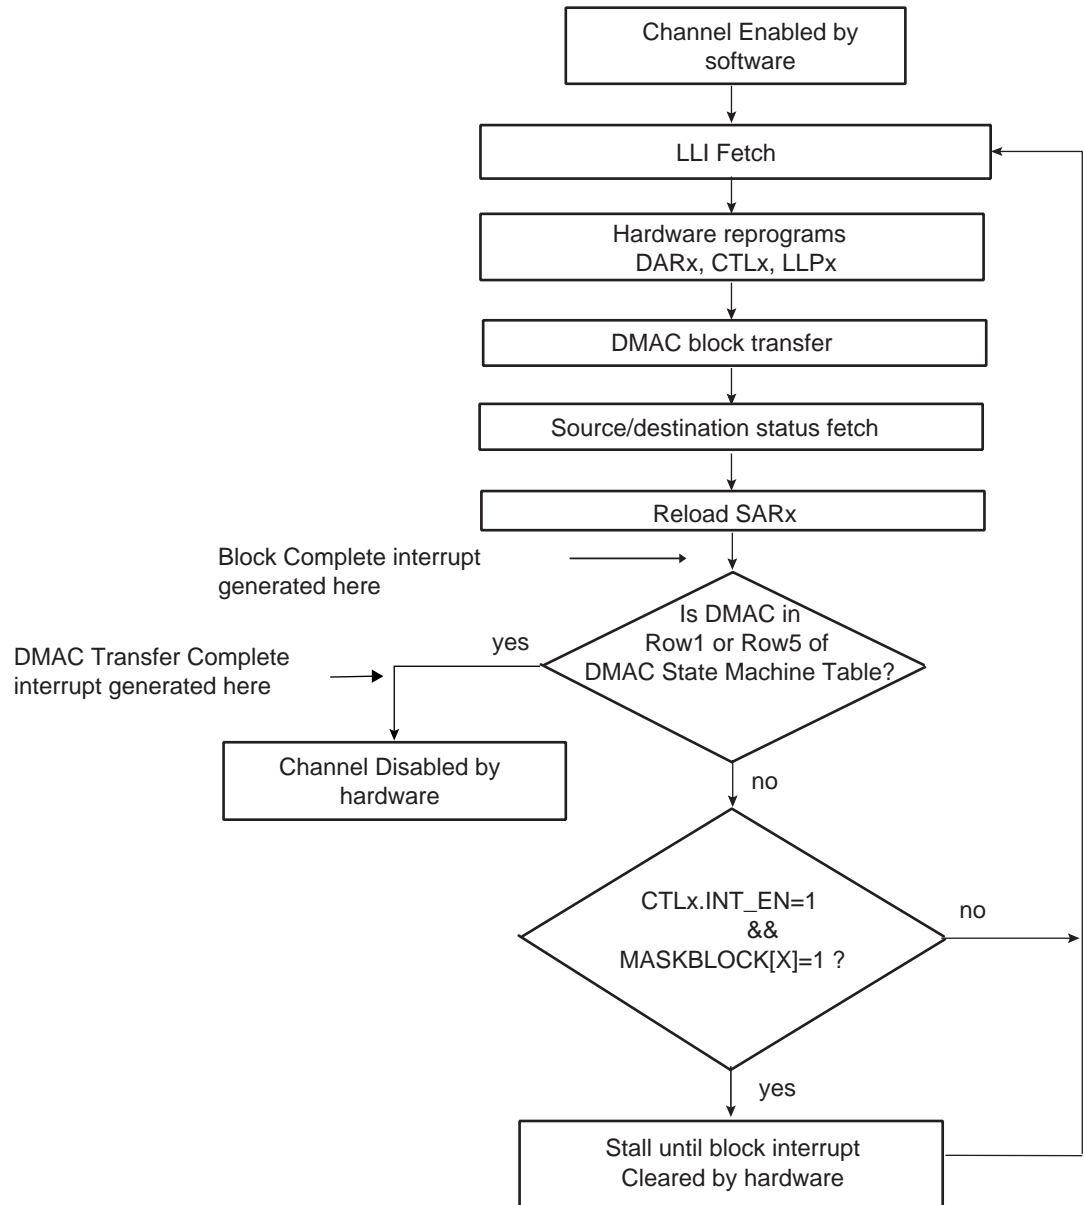 Channel Enabled by
software
LLI Fetch
Hardware reprograms
DARx, CTLx, LLPx
DMAC block transfer
Source/destination status fetch
Reload SARx
Block Complete interrupt
generated here
Is DMAC in
Row1 or Row5 of
DMAC State Machine Table?
yes
DMAC Transfer Complete
interrupt generated here
Channel Disabled by
hardware
no
CTLx.INT_EN=1
&&
MASKBLOCK[X]=1 ?
no
yes
Stall until block interrupt
Cleared by hardware